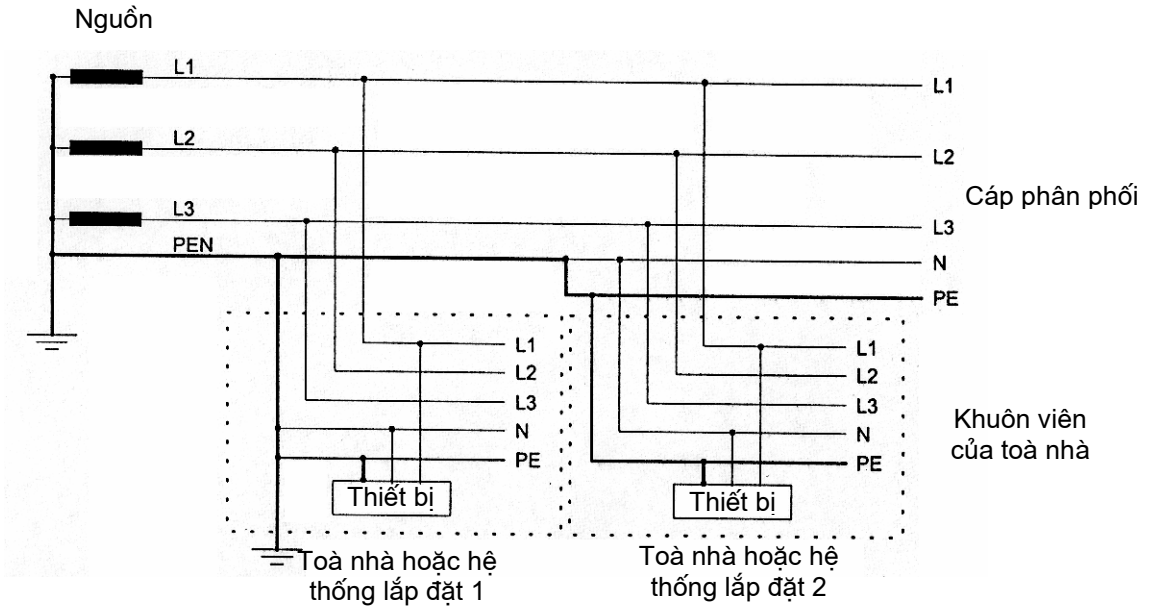 Nguồn
L1
L1
L2
L2
Cáp phân phối
L3
L3
PEN
N
PE
L1
L2
L3
N
PE
Thiết bị
L1
L2
L3
N
PE
Thiết bị
Khuôn viên
của toà nhà
Toà nhà hoặc hệ
thống lắp đặt 1
Toà nhà hoặc hệ
thống lắp đặt 2